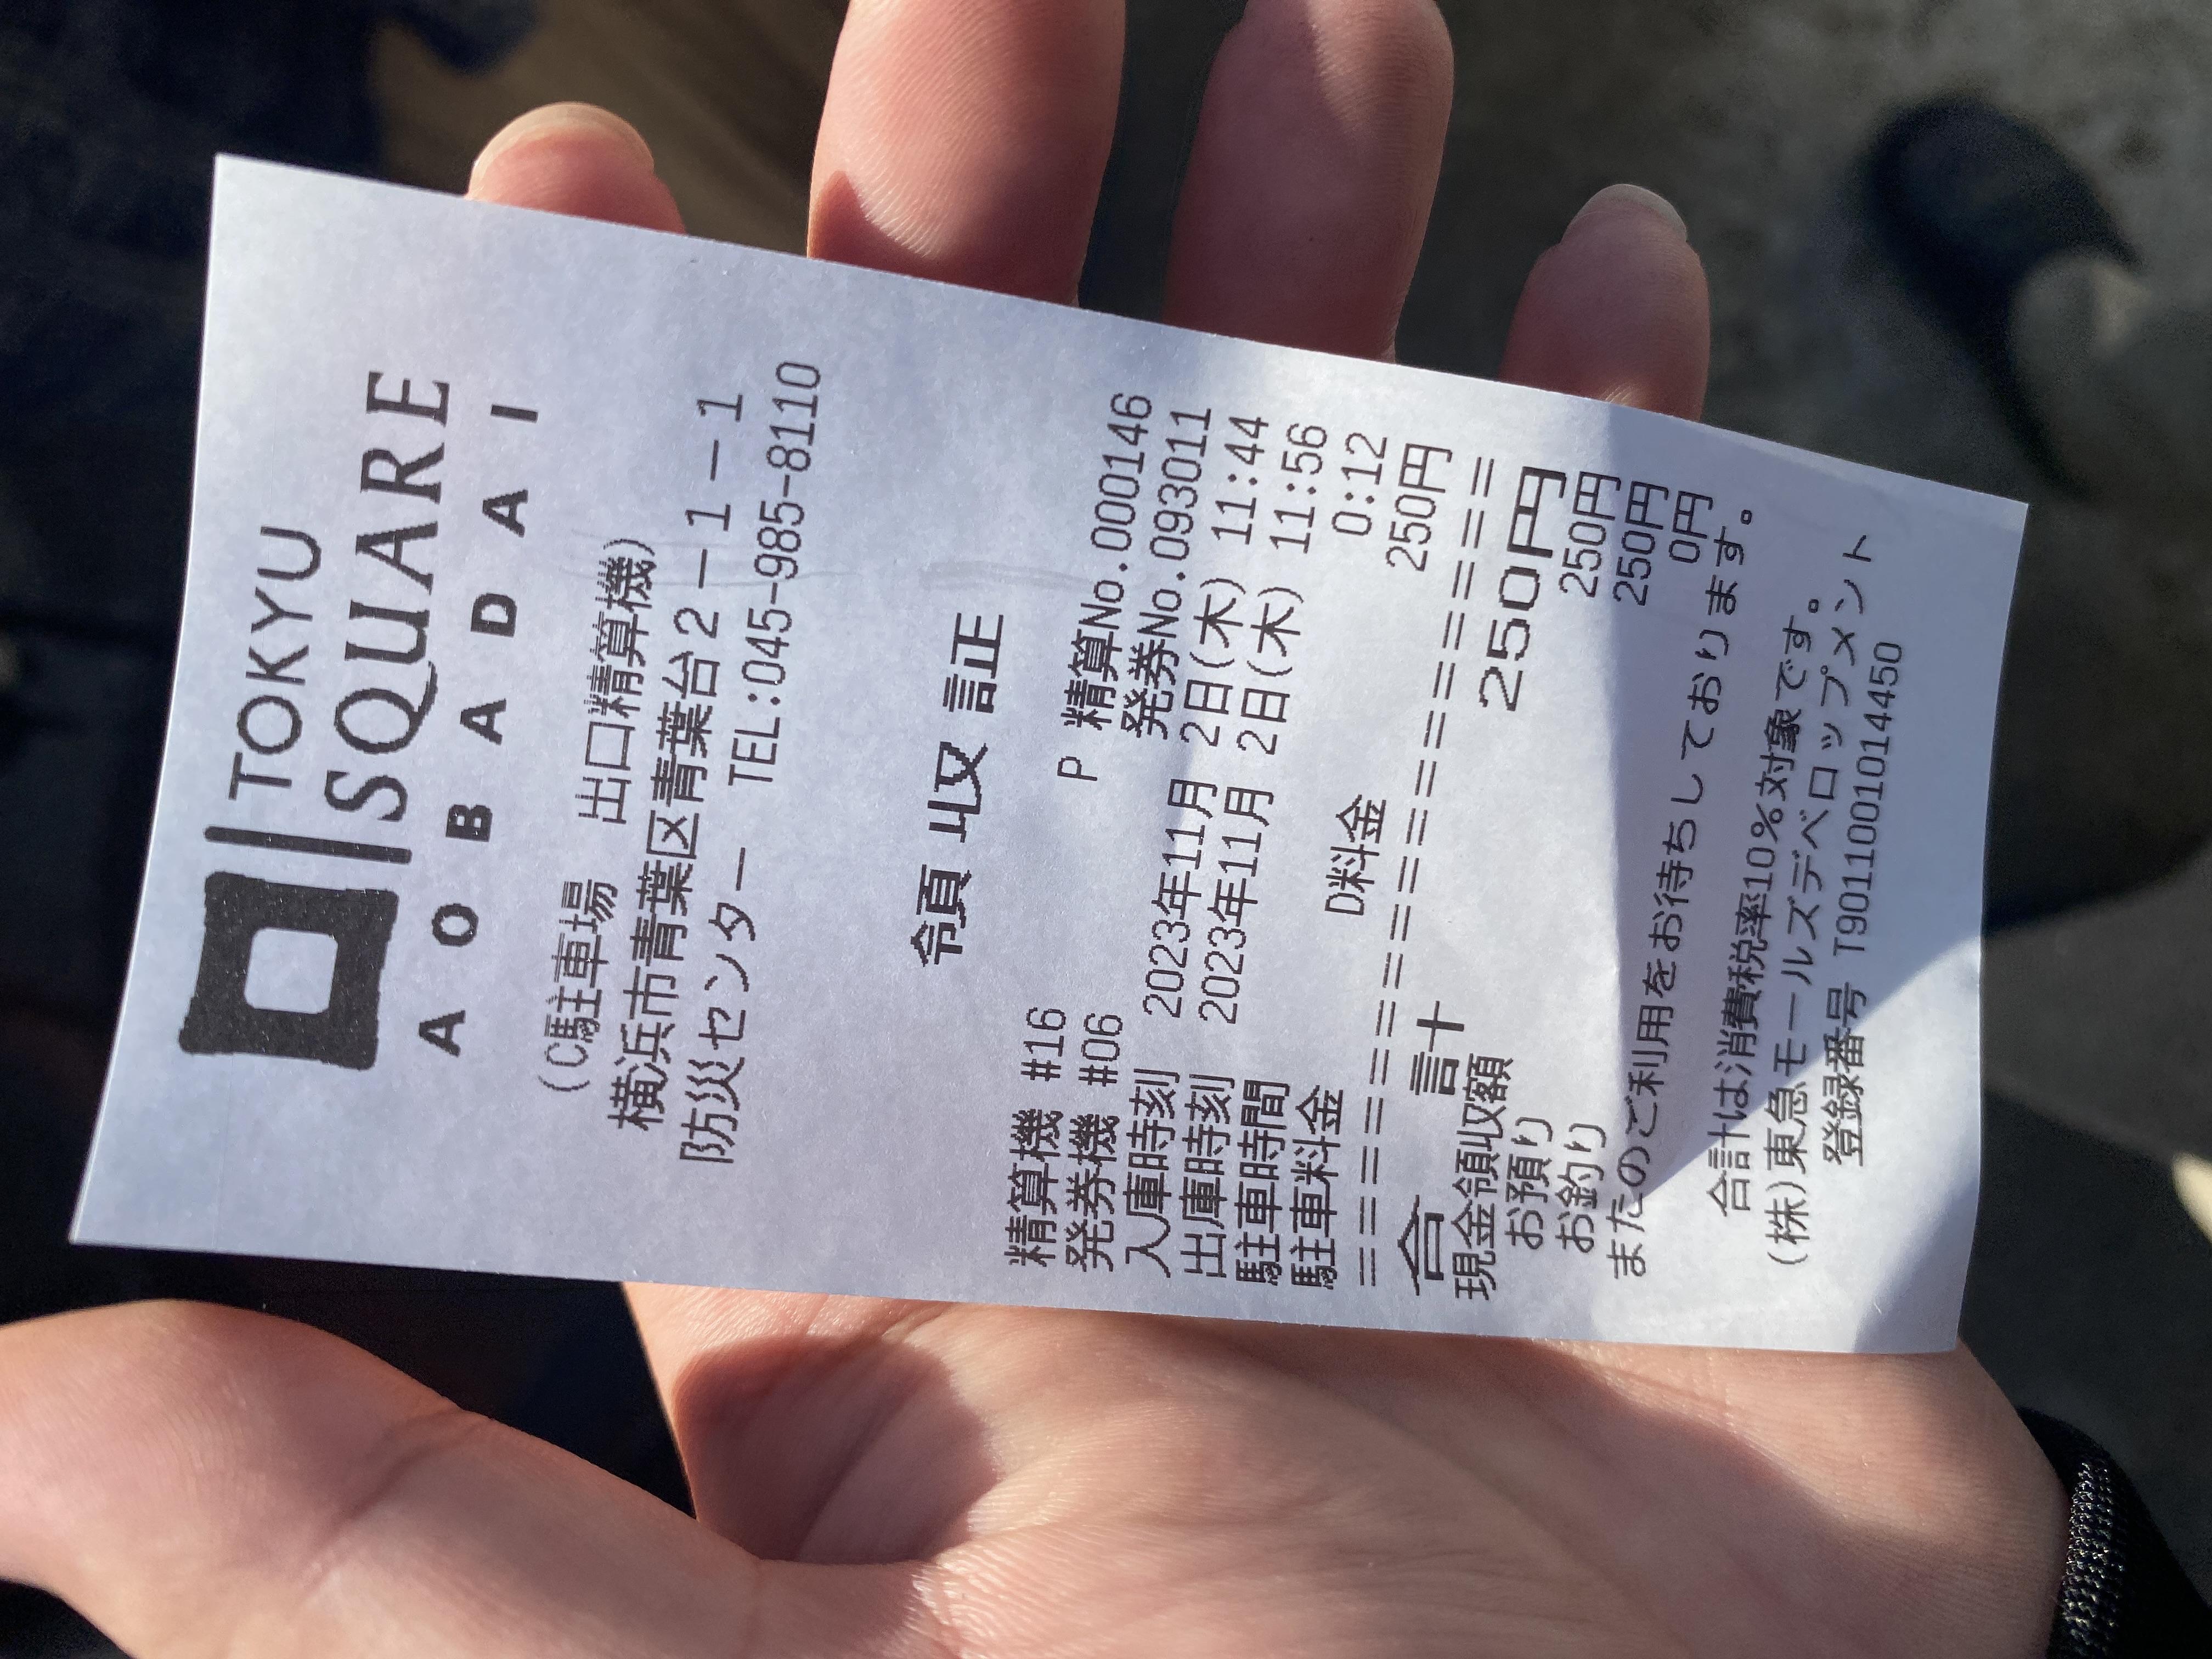 TOKYU
SQUARE
AOBADAI
(C駐車場 出口精算機)
横浜市青葉区青葉台2-1-1
防災センター TEL:045-985-8110
領収証
精算機 #16 P 精算No.000146
発券機 #06 発券No.093011
入庫時刻 2023年11月 2日(木) 11:44
出庫時刻 2023年11月 2日(木) 11:56
駐車時間 0:12
駐車料金 D料金 250円
========================
合 計 250円
現金領収額 250円
お預り 250円
お釣り 0円
またのご利用をお待ちしております。
合計は消費税率10%対象です。
(株)東急モールズデベロップメント
登録番号 T9011001014450